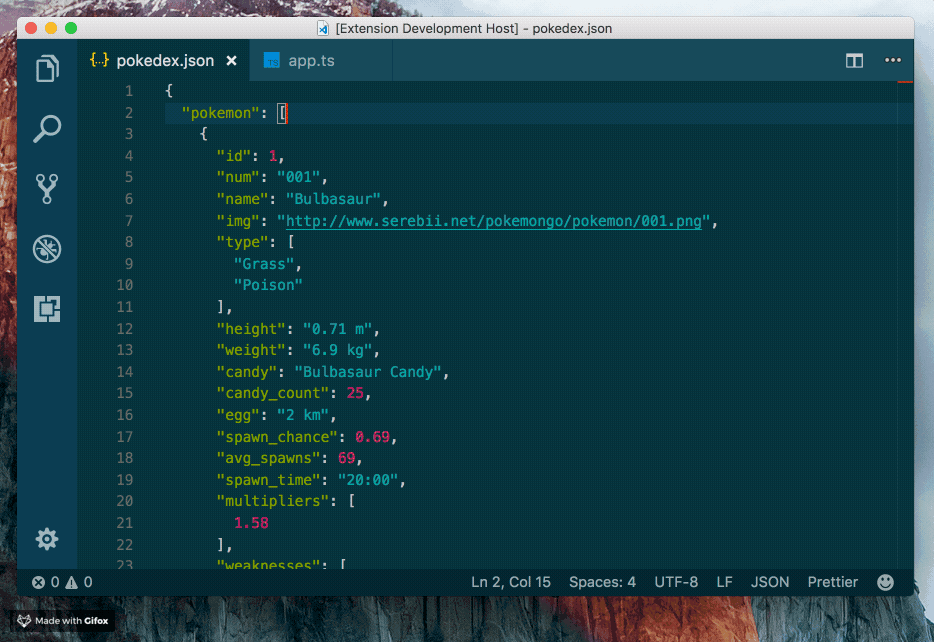 [Extension Development Host] - pokedex.json
{..} pokedex.json × TS app.ts
1 {
2 "pokemon": [
3 {
4 "id": 1,
5 "num": "001",
6 "name": "Bulbasaur",
7 "img": "http://www.serebii.net/pokemongo/pokemon/001.png",
8 "type": [
9 "Grass",
10 "Poison"
11 ],
12 "height": "0.71 m",
13 "weight": "6.9 kg",
14 "candy": "Bulbasaur Candy",
15 "candy_count": 25,
16 "egg": "2 km",
17 "spawn_chance": 0.69,
18 "avg_spawns": 69,
19 "spawn_time": "20:00",
20 "multipliers": [
21 1.58
22 ],
23 "weaknesses": [
0 0 Ln 2, Col 15 Spaces: 4 UTF-8 LF JSON Prettier
Made with Gifox